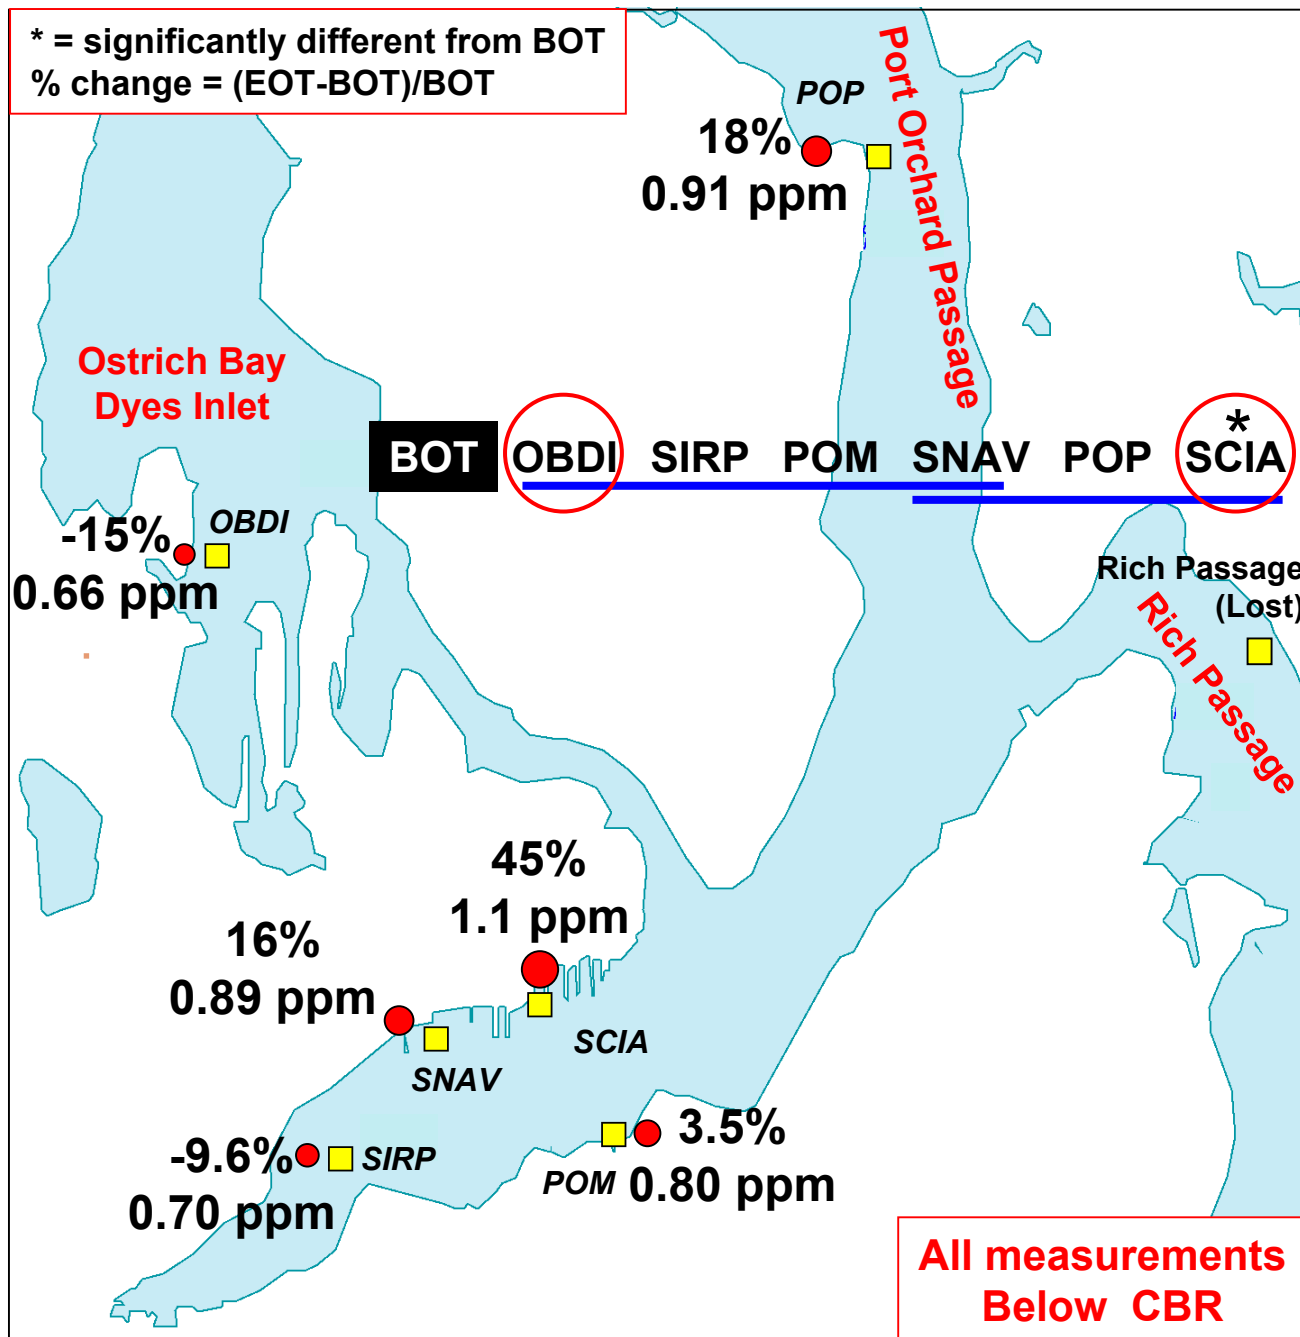 * = significantly different from BOT
% change = (EOT-BOT)/BOT
POP
18%
0.91 ppm
Port Orchard Passage
Ostrich Bay
Dyes Inlet
*
BOT OBDI SIRP POM SNAV POP SCIA
OBDI
-15%
0.66 ppm
Rich Passage
(Lost)
Rich Passage
45%
1.1 ppm
16%
0.89 ppm
SCIA
SNAV
-9.6%
SIRP
0.70 ppm
3.5%
POM
0.80 ppm
All measurements
Below CBR